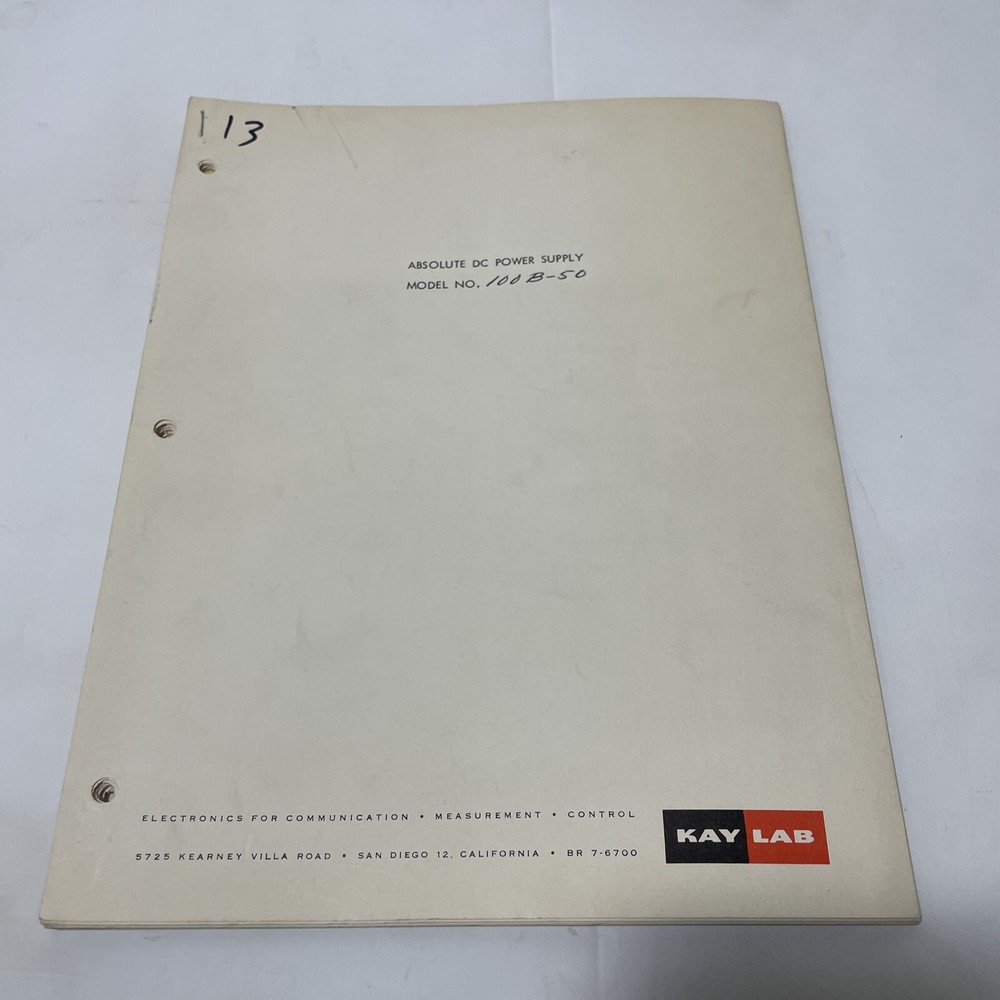 13
ABSOLUTE DC POWER SUPPLY
MODEL NO. 100B-50
ELECTRONICS FOR COMMUNICATION • MEASUREMENT • CONTROL
5725 KEARNEY VILLA ROAD • SAN DIEGO 12, CALIFORNIA • BR 7-6700
KAY LAB